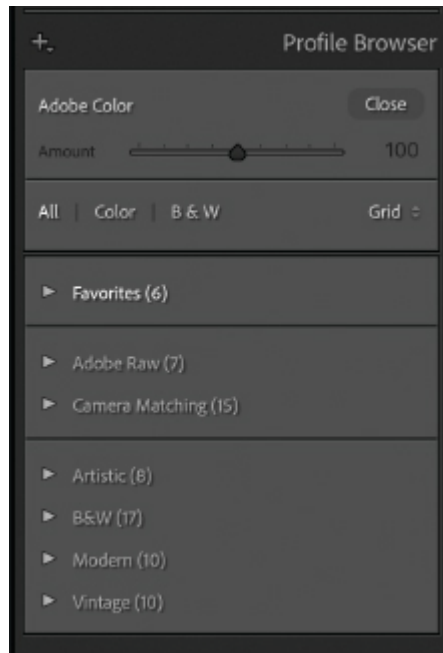 Profile Browser
Adobe Color Close
Amount 100
All | Color | B & W Grid
Favorites (6)
Adobe Raw (7)
Camera Matching (15)
Artistic (8)
B&W (17)
Modern (10)
Vintage (10)